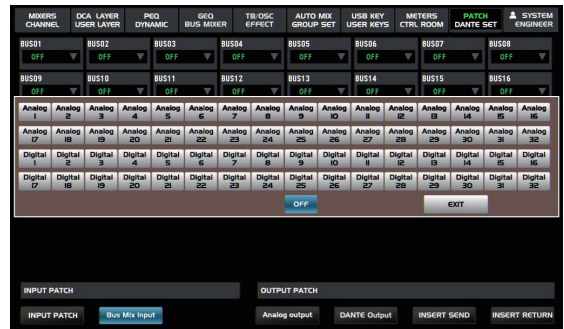 MIXERS DCA LAYER PEQ GEQ TB/OSC AUTO MIX USB KEY METERS PATCH SYSTEM
CHANNEL USER LAYER DYNAMIC BUS MIXER EFFECT GROUP SET USER KEYS CTRL ROOM DANTE SET ENGINEER
BUS01 BUS02 BUS03 BUS04 BUS05 BUS06 BUS07 BUS08
OFF OFF OFF OFF OFF OFF OFF OFF
BUS09 BUS10 BUS11 BUS12 BUS13 BUS14 BUS15 BUS16
OFF OFF OFF OFF OFF OFF OFF OFF
Analog Analog Analog Analog Analog Analog Analog Analog Analog Analog Analog Analog Analog Analog Analog Analog
1 2 3 4 5 6 7 8 9 10 11 12 13 14 15 16
Analog Analog Analog Analog Analog Analog Analog Analog Analog Analog Analog Analog Analog Analog Analog Analog
17 18 19 20 21 22 23 24 25 26 27 28 29 30 31 32
Digital Digital Digital Digital Digital Digital Digital Digital Digital Digital Digital Digital Digital Digital Digital Digital
1 2 3 4 5 6 7 8 9 10 11 12 13 14 15 16
Digital Digital Digital Digital Digital Digital Digital Digital Digital Digital Digital Digital Digital Digital Digital Digital
17 18 19 20 21 22 23 24 25 26 27 28 29 30 31 32
OFF EXIT
INPUT PATCH OUTPUT PATCH
INPUT PATCH Bus Mix Input Analog output DANTE Output INSERT SEND INSERT RETURN